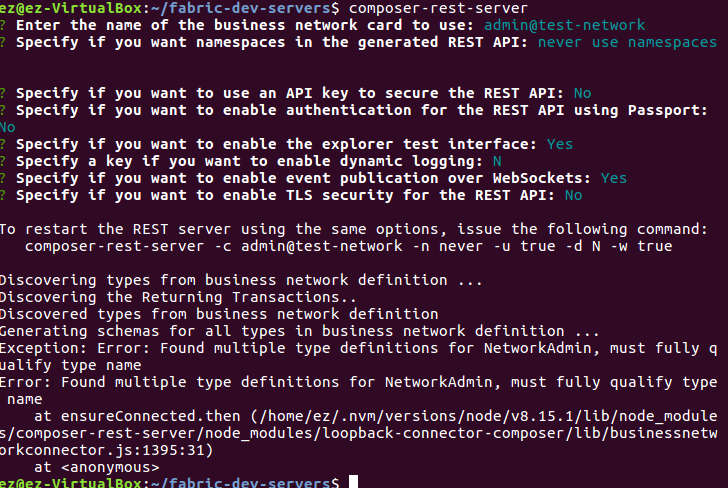 ez@ez-VirtualBox:~/fabric-dev-servers$ composer-rest-server
? Enter the name of the business network card to use: admin@test-network
? Specify if you want namespaces in the generated REST API: never use namespaces
? Specify if you want to use an API key to secure the REST API: No
? Specify if you want to enable authentication for the REST API using Passport:
No
? Specify if you want to enable the explorer test interface: Yes
? Specify a key if you want to enable dynamic logging: N
? Specify if you want to enable event publication over WebSockets: Yes
? Specify if you want to enable TLS security for the REST API: No
To restart the REST server using the same options, issue the following command:
composer-rest-server -c admin@test-network -n never -u true -d N -w true
Discovering types from business network definition ...
Discovering the Returning Transactions..
Discovered types from business network definition
Generating schemas for all types in business network definition ...
Exception: Error: Found multiple type definitions for NetworkAdmin, must fully q
ualify type name
Error: Found multiple type definitions for NetworkAdmin, must fully qualify type
name
at ensureConnected.then (/home/ez/.nvm/versions/node/v8.15.1/lib/node_module
s/composer-rest-server/node_modules/loopback-connector-composer/lib/businessnetw
orkconnector.js:1395:31)
at <anonymous>
ez@ez-VirtualBox:~/fabric-dev-servers$